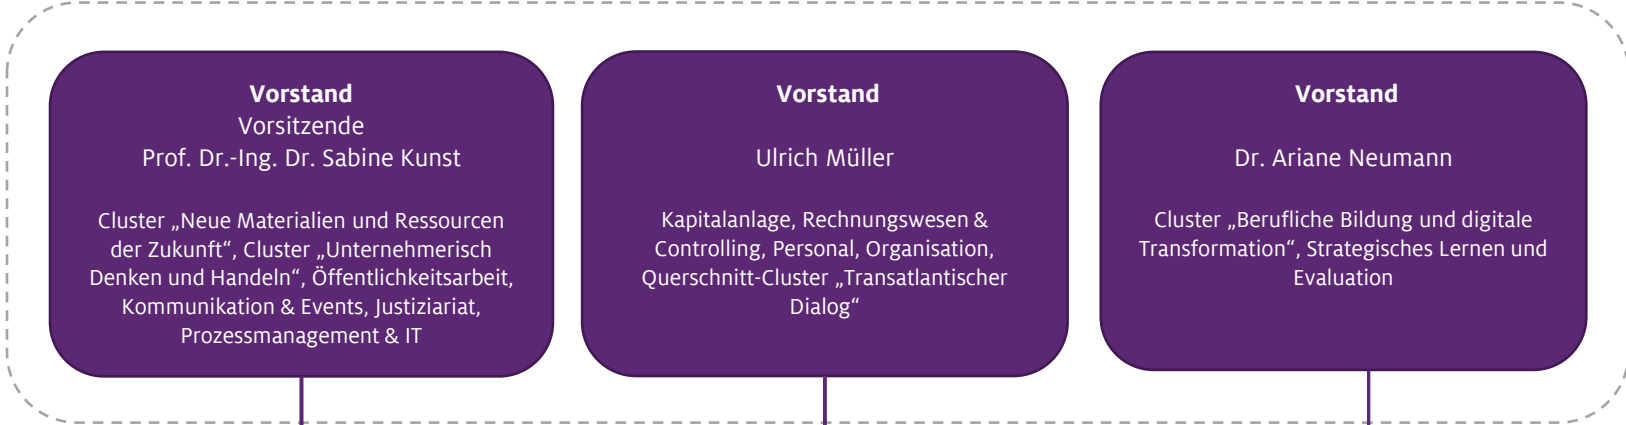 Vorstand
Vorsitzende
Prof. Dr.-Ing. Dr. Sabine Kunst
Cluster „Neue Materialien und Ressourcen
der Zukunft“, Cluster „Unternehmerisch
Denken und Handeln“, Öffentlichkeitsarbeit,
Kommunikation & Events, Justiziariat,
Prozessmanagement & IT
Vorstand
Ulrich Müller
Kapitalanlage, Rechnungswesen &
Controlling, Personal, Organisation,
Querschnitt-Cluster „Transatlantischer
Dialog“
Vorstand
Dr. Ariane Neumann
Cluster „Berufliche Bildung und digitale
Transformation“, Strategisches Lernen und
Evaluation